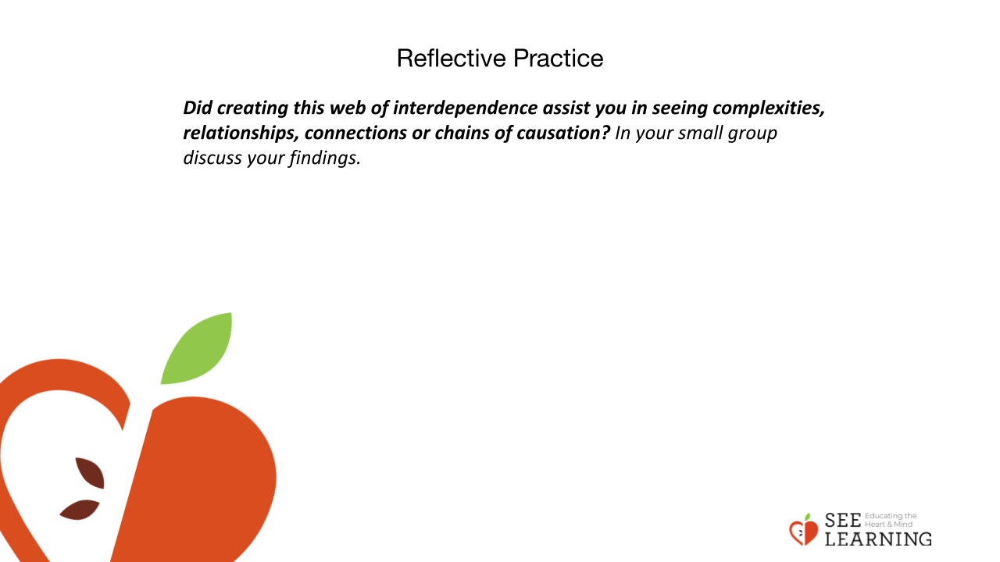 Reflective Practice
Did creating this web of interdependence assist you in seeing complexities,
relationships, connections or chains of causation? In your small group
discuss your findings.
SEE Educating the
Heart & Mind
LEARNING